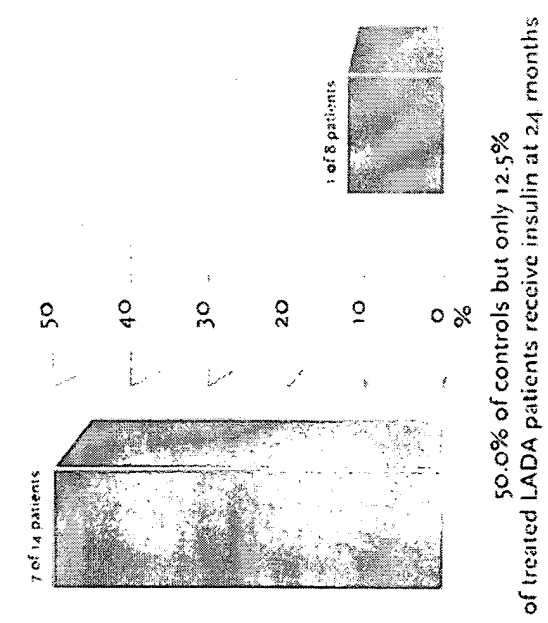 7 of 14 patients
50
40
30
20
10
0
%
1 of 8 patients
50.0% of controls but only 12.5%
of treated LADA patients receive insulin at 24 months